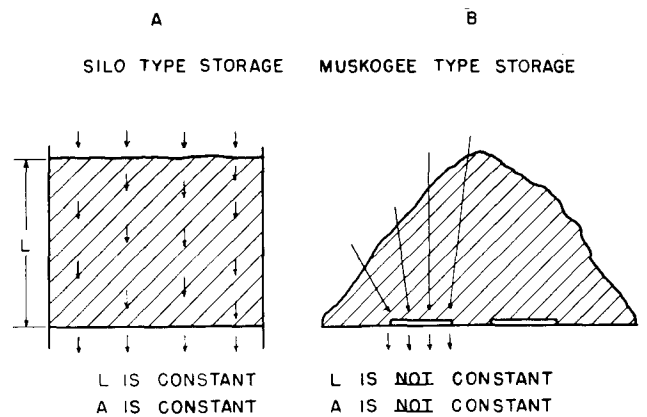 A
SILO TYPE STORAGE
L
L IS CONSTANT
A IS CONSTANT
B
MUSKOGEE TYPE STORAGE
L IS NOT CONSTANT
A IS NOT CONSTANT